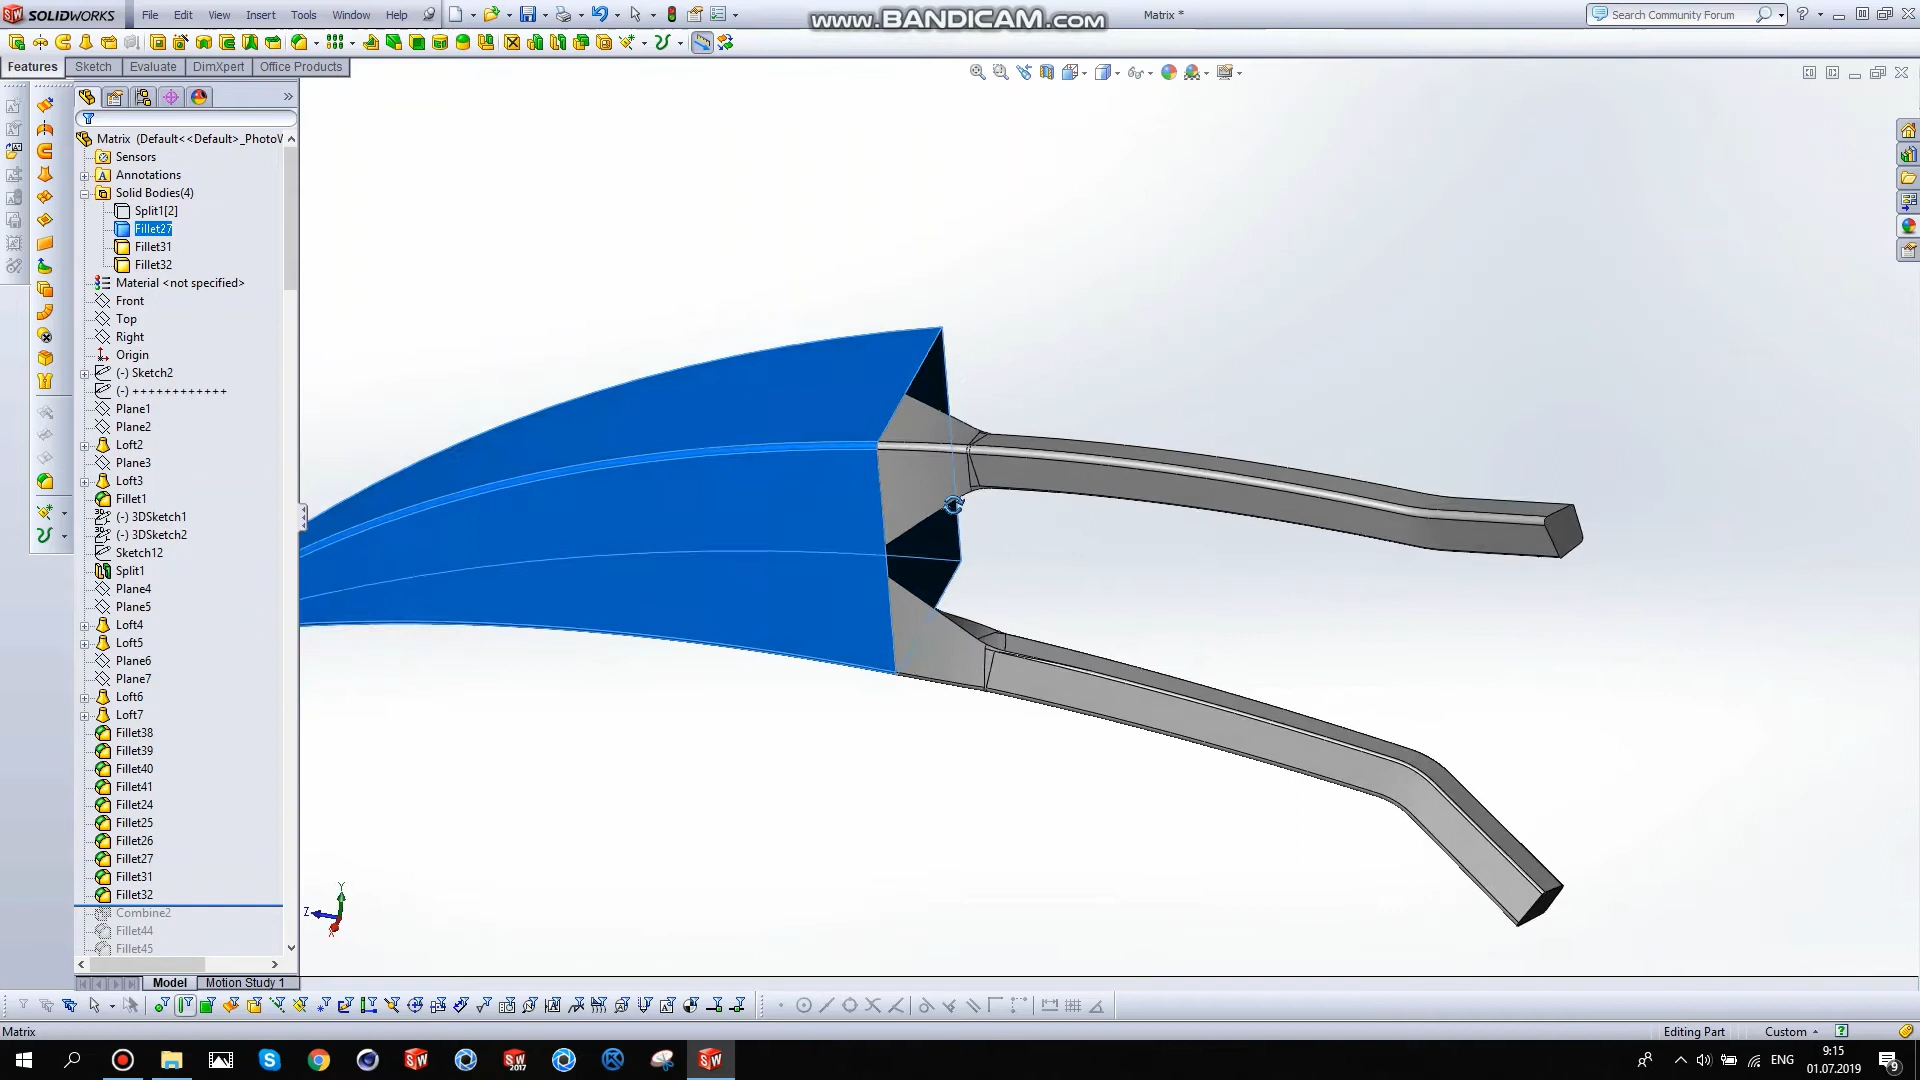 SOLIDWORKS File Edit View Insert Tools Window Help Matrix * Search Community Forum
www.BANDICAM.com
Features Sketch Evaluate DimXpert Office Products
Matrix (Default<<Default>_PhotoW
Sensors
Annotations
Solid Bodies(4)
Split1[2]
Fillet27
Fillet31
Fillet32
Material <not specified>
Front
Top
Right
Origin
(-) Sketch2
(-) ++++++++++++
Plane1
Plane2
Loft2
Plane3
Loft3
Fillet1
(-) 3DSketch1
(-) 3DSketch2
Sketch12
Split1
Plane4
Plane5
Loft4
Loft5
Plane6
Plane7
Loft6
Loft7
Fillet38
Fillet39
Fillet40
Fillet41
Fillet24
Fillet25
Fillet26
Fillet27
Fillet31
Fillet32
Combine2
Fillet44
Fillet45
Y
Z
X
Model Motion Study 1
Matrix Editing Part Custom
ENG 9:15
01.07.2019
9
2017